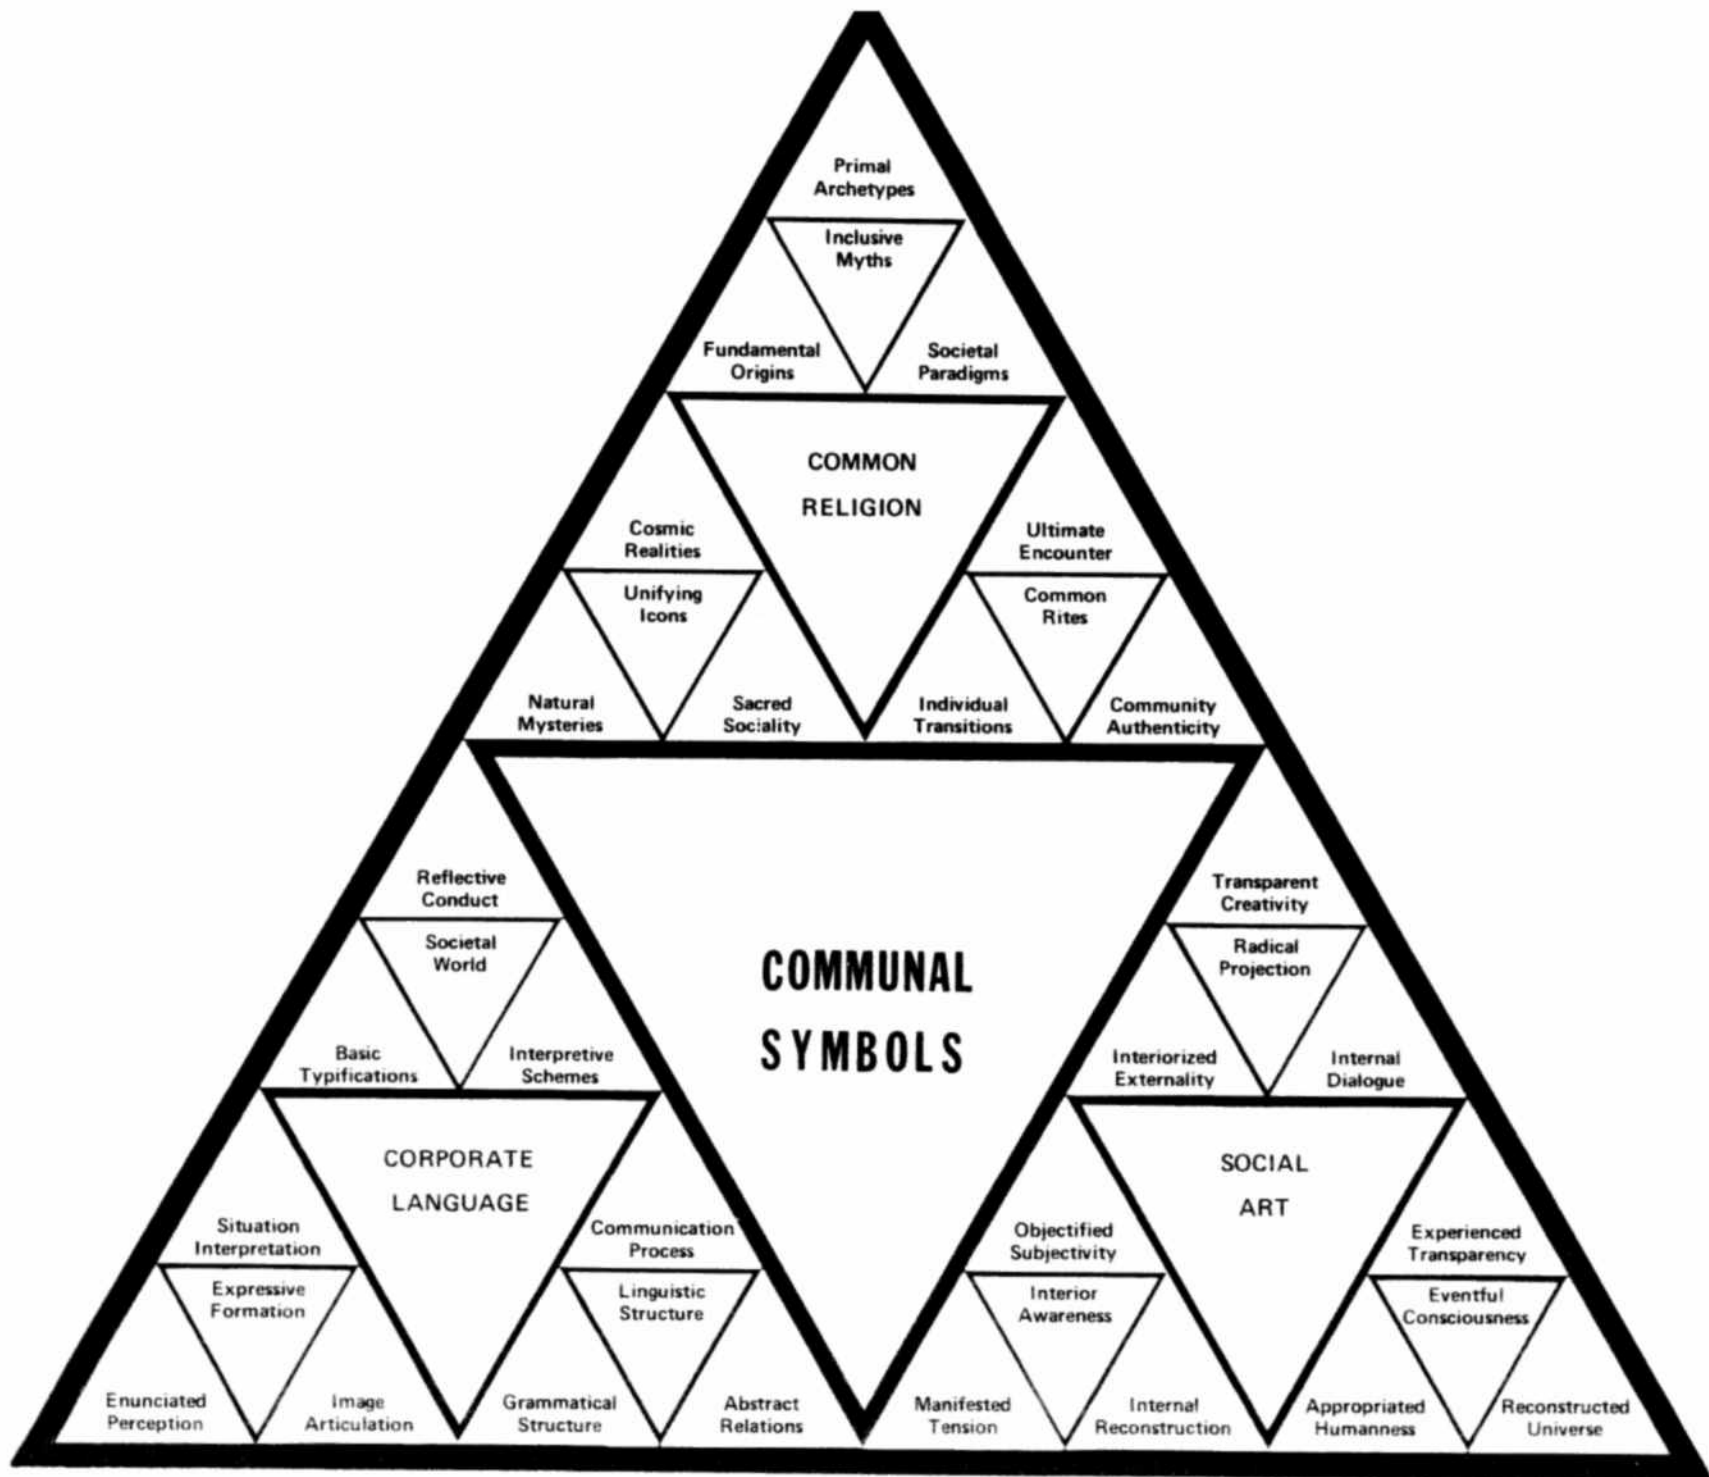 Primal
Archetypes
Inclusive
Myths
Fundamental
Origins
Societal
Paradigms
COMMON
RELIGION
Cosmic
Realities
Unifying
Icons
Natural
Mysteries
Sacred
Sociality
Ultimate
Encounter
Common
Rites
Individual
Transitions
Community
Authenticity
COMMUNAL
SYMBOLS
Reflective
Conduct
Societal
World
Basic
Typifications
Interpretive
Schemes
CORPORATE
LANGUAGE
Situation
Interpretation
Expressive
Formation
Enunciated
Perception
Image
Articulation
Communication
Process
Linguistic
Structure
Grammatical
Structure
Abstract
Relations
Transparent
Creativity
Radical
Projection
Interiorized
Externality
Internal
Dialogue
SOCIAL
ART
Objectified
Subjectivity
Interior
Awareness
Manifested
Tension
Internal
Reconstruction
Experienced
Transparency
Eventful
Consciousness
Appropriated
Humanness
Reconstructed
Universe